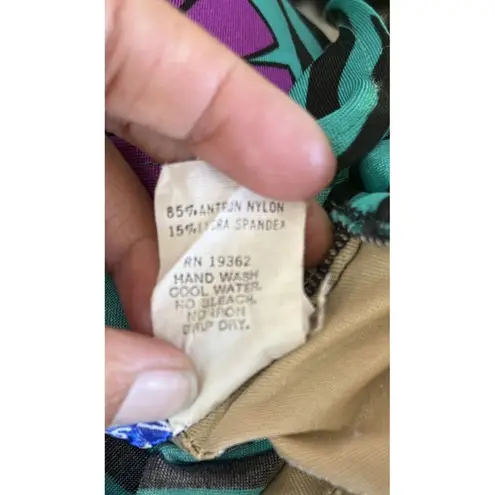 85% ANTRON NYLON
15% LYCRA SPANDEX
RN 19362
HAND WASH
COOL WATER.
NO BLEACH.
NO IRON
DRIP DRY.